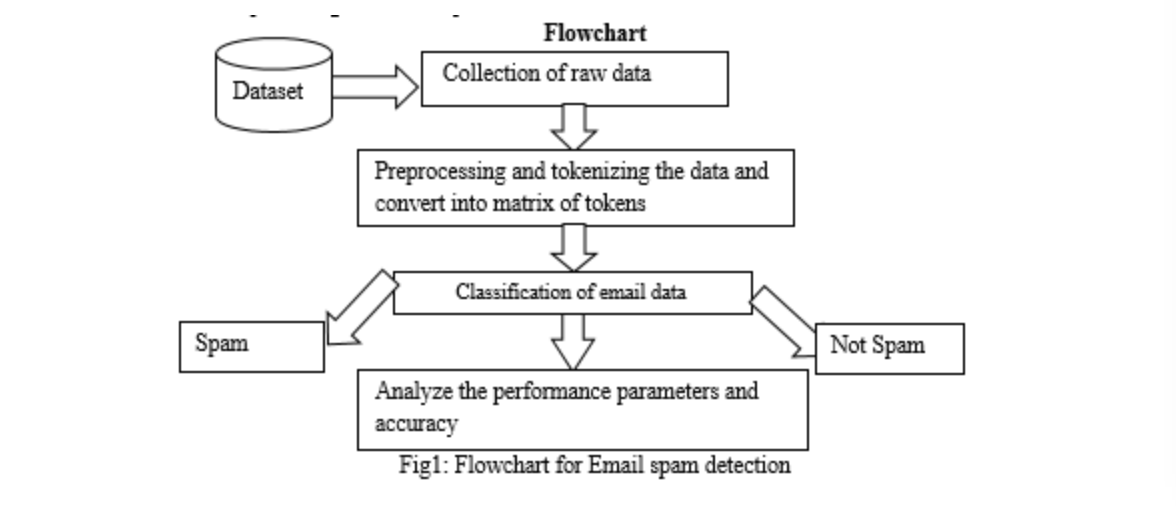 Flowchart
Dataset
Collection of raw data
Preprocessing and tokenizing the data and
convert into matrix of tokens
Classification of email data
Spam
Not Spam
Analyze the performance parameters and
accuracy
Fig1: Flowchart for Email spam detection